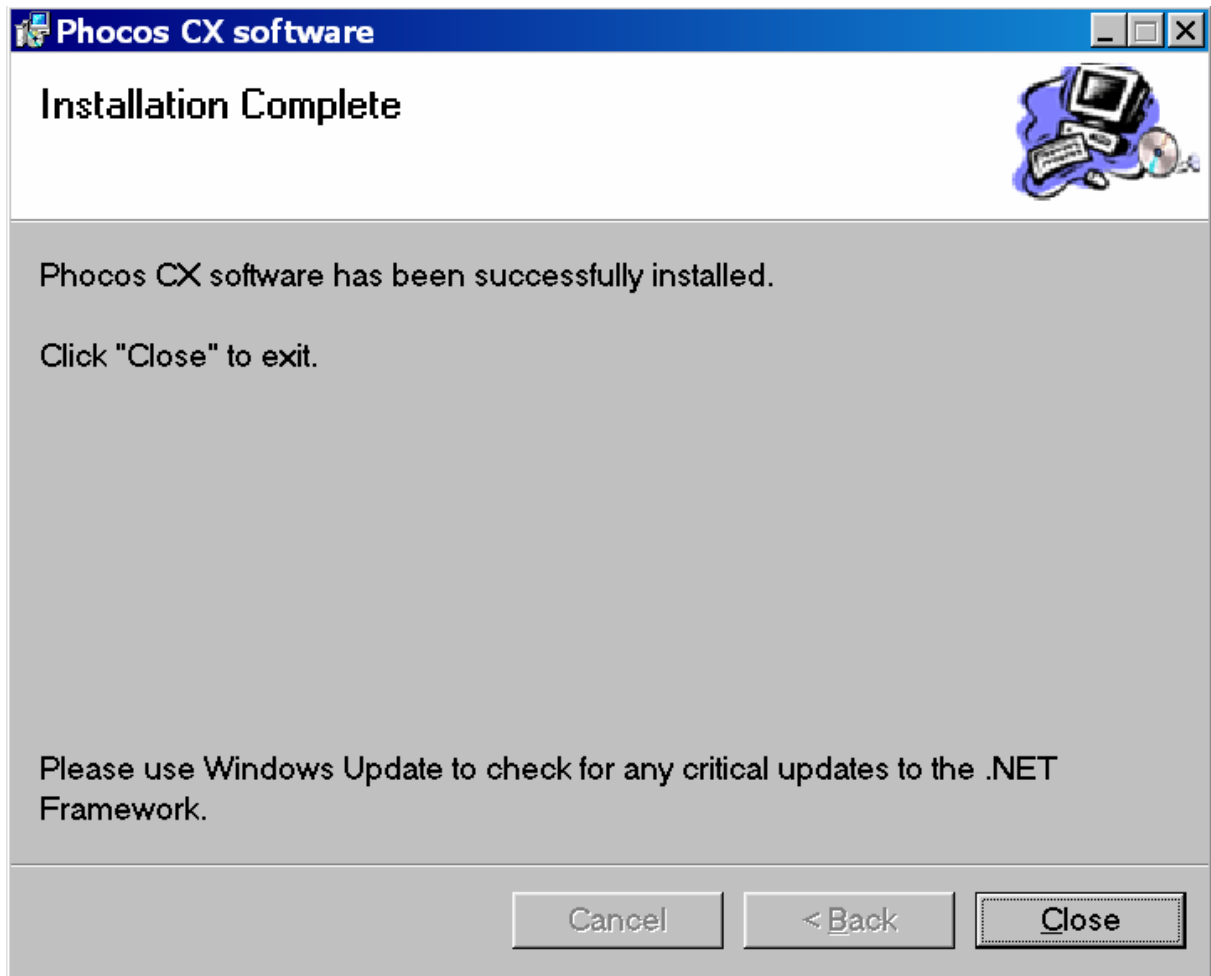 Phocos CX software
Installation Complete
Phocos CX software has been successfully installed.
Click "Close" to exit.
Please use Windows Update to check for any critical updates to the .NET
Framework.
Cancel
< Back
Close